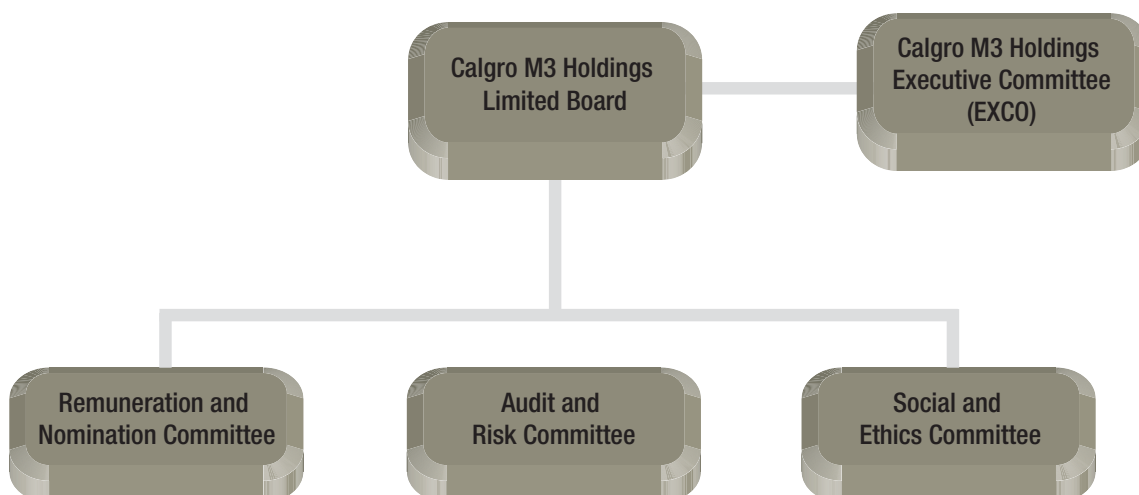 Calgro M3 Holdings
Limited Board
Calgro M3 Holdings
Executive Committee
(EXCO)
Remuneration and
Nomination Committee
Audit and
Risk Committee
Social and
Ethics Committee